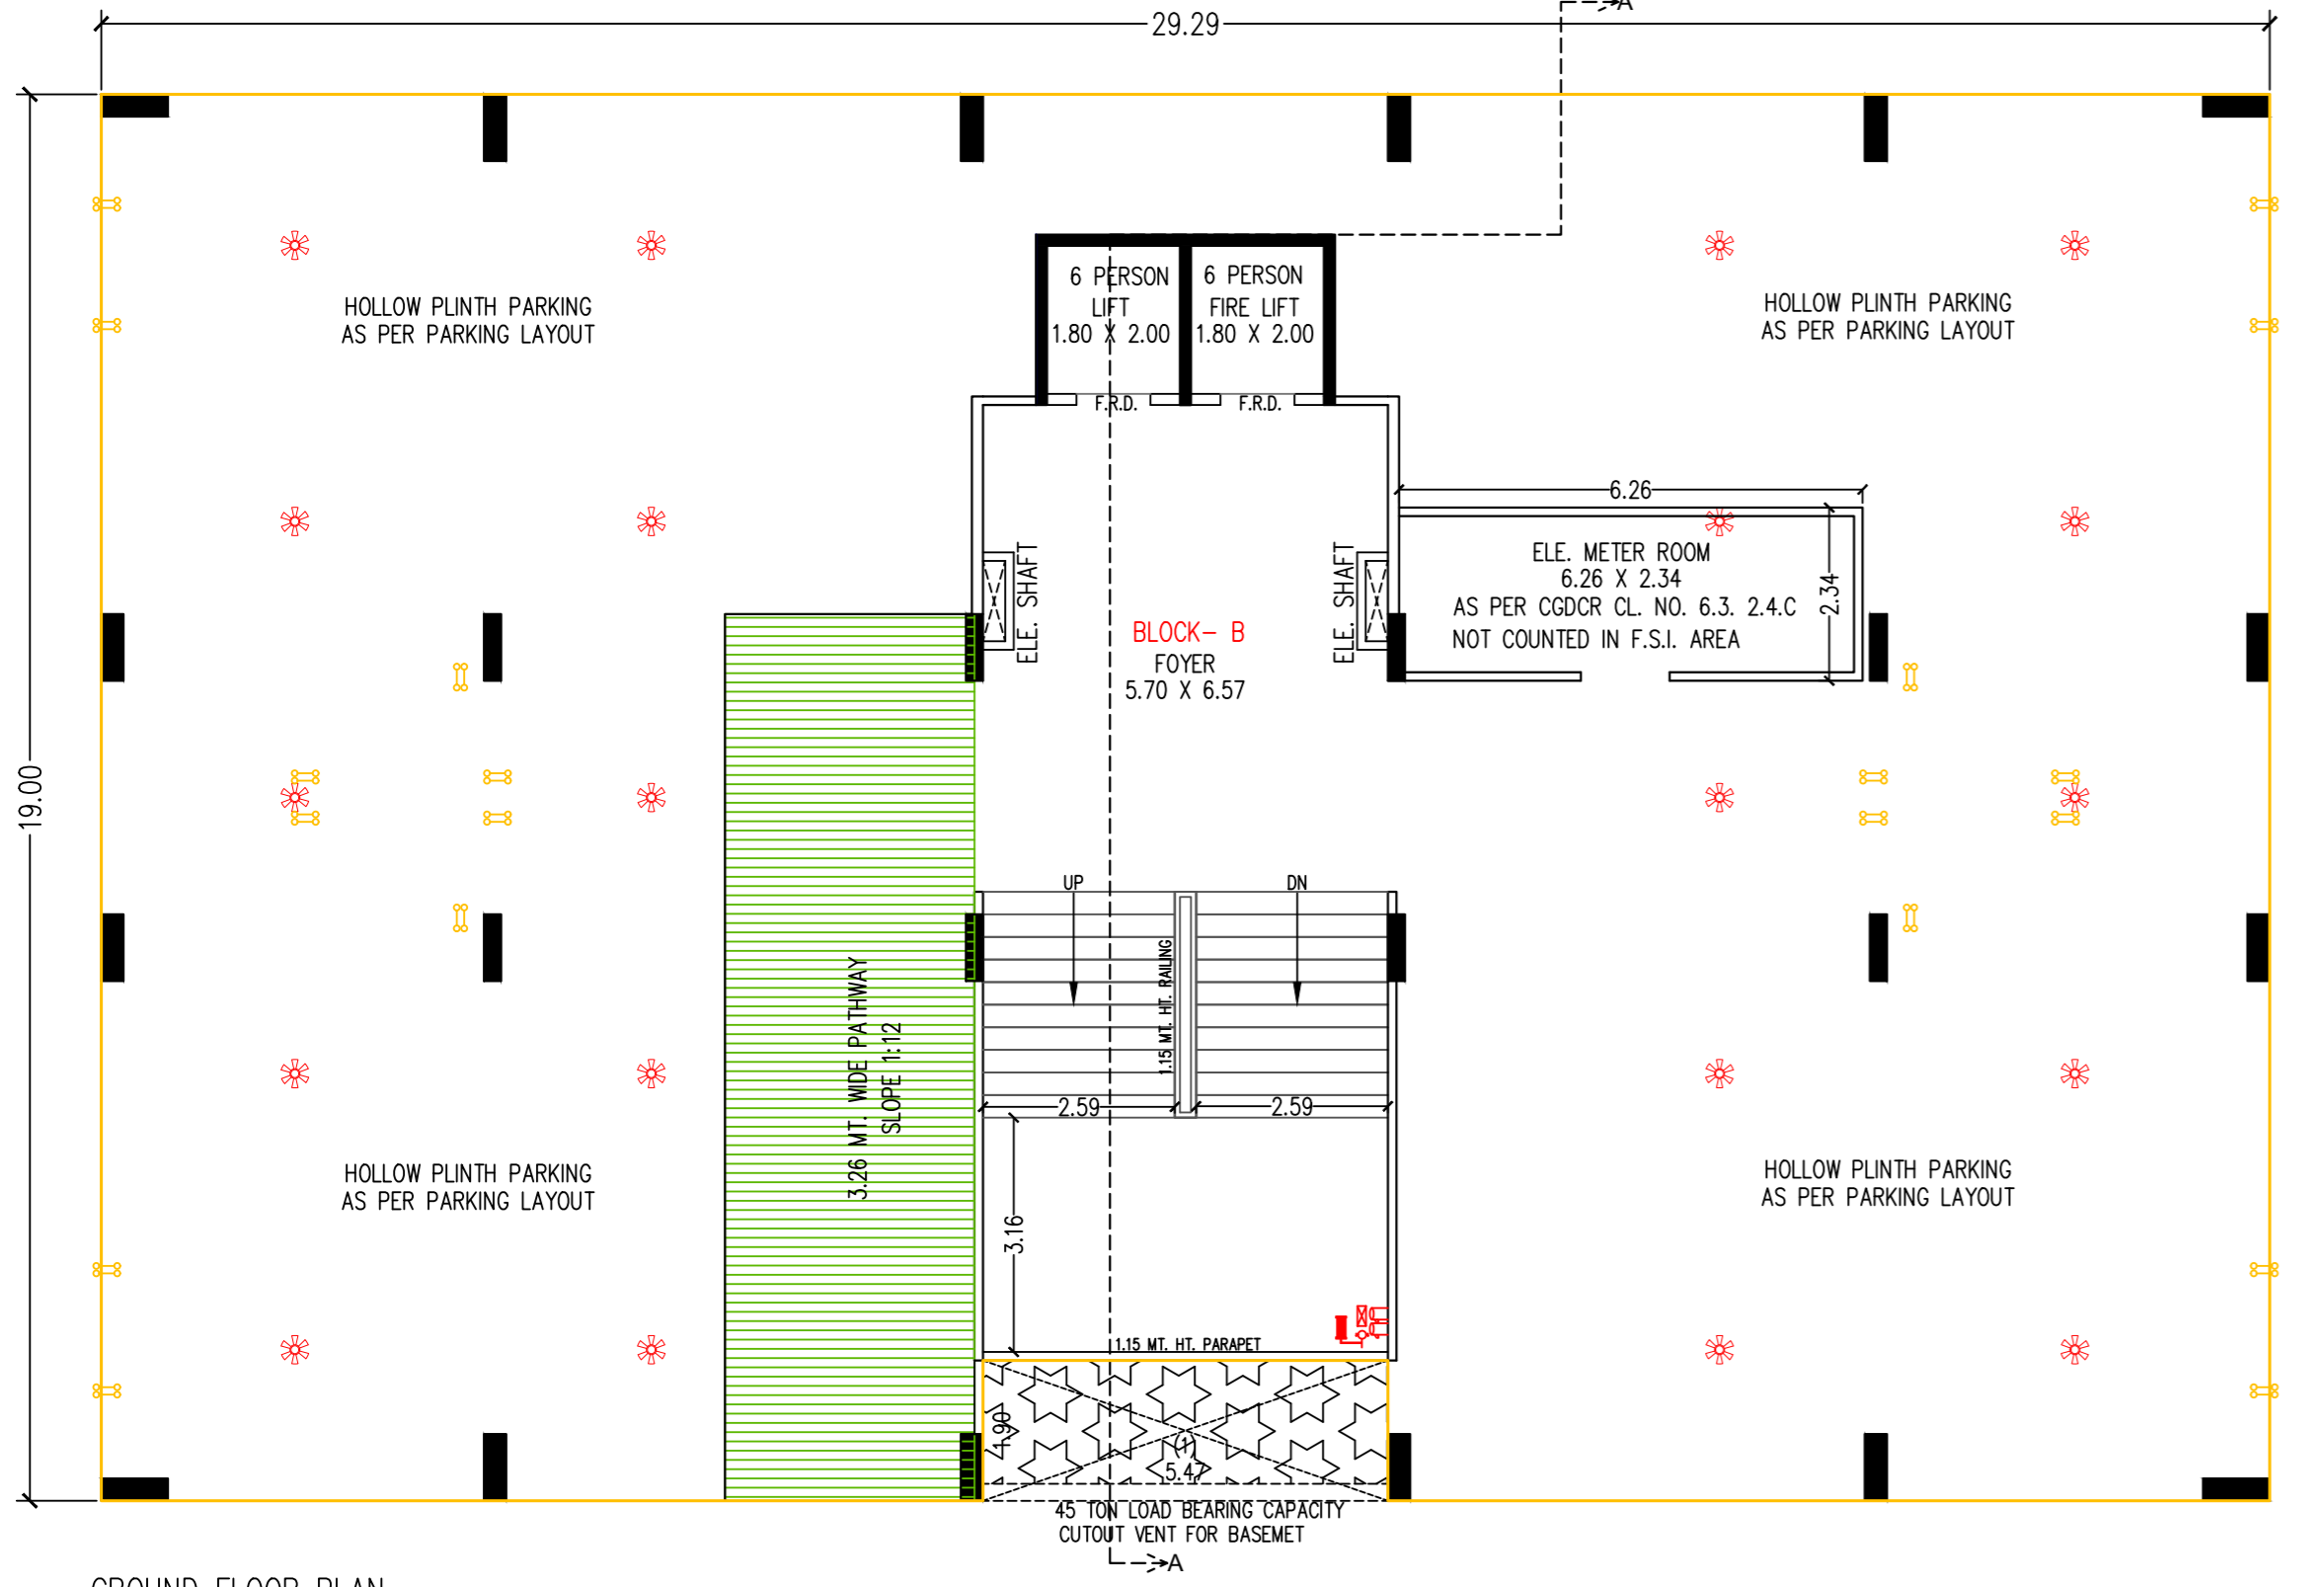 A
29.29
6 PERSON
LIFT
1.80 X 2.00
6 PERSON
FIRE LIFT
1.80 X 2.00
HOLLOW PLINTH PARKING
AS PER PARKING LAYOUT
HOLLOW PLINTH PARKING
AS PER PARKING LAYOUT
F.R.D.
F.R.D.
6.26
ELE. SHAFT
ELE. SHAFT
ELE. METER ROOM
6.26 X 2.34
AS PER CGDCR CL. NO. 6.3. 2.4.C
NOT COUNTED IN F.S.I. AREA
2.34
BLOCK- B
FOYER
5.70 X 6.57
19.00
UP
DN
1.15 MT. HT. RAILING
3.26 MT. WIDE PATHWAY
SLOPE 1:12
2.59
2.59
HOLLOW PLINTH PARKING
AS PER PARKING LAYOUT
HOLLOW PLINTH PARKING
AS PER PARKING LAYOUT
3.16
1.15 MT. HT. PARAPET
1.90
(1)
5.47
45 TON LOAD BEARING CAPACITY
CUTOUT VENT FOR BASEMET
A
GROUND FLOOR PLAN